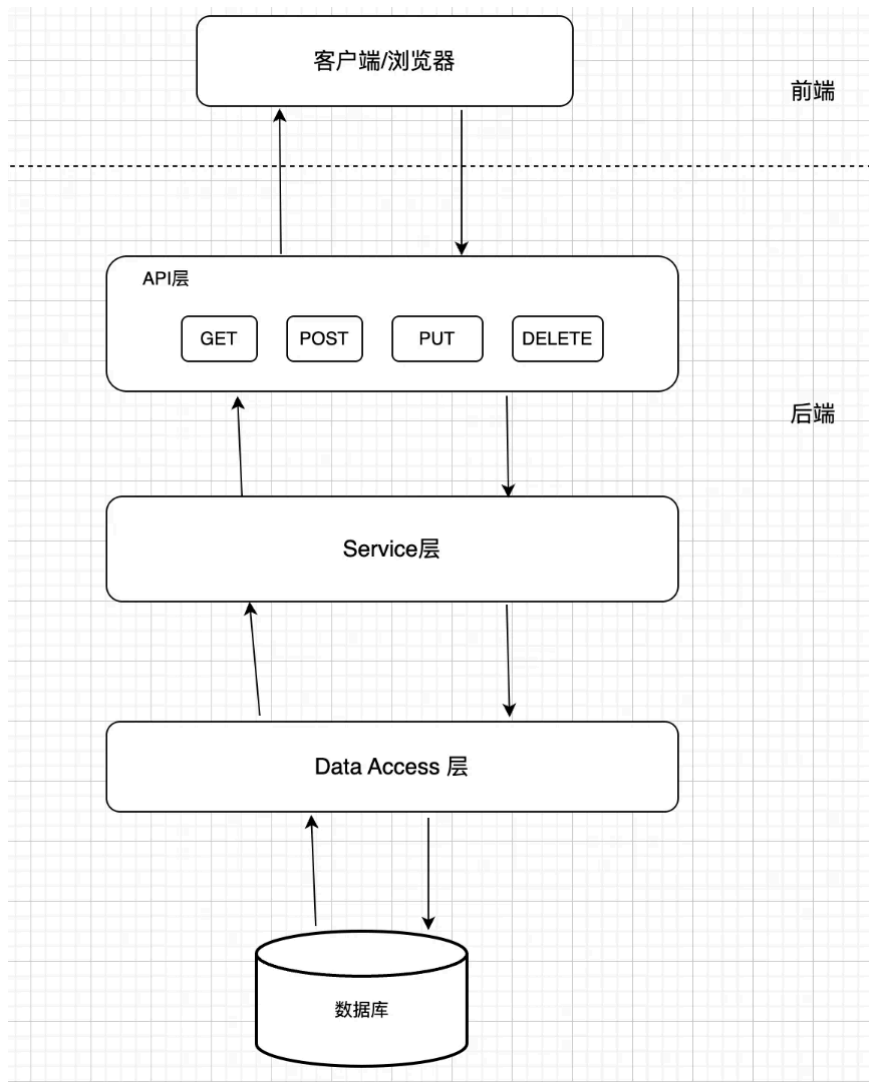 客户端/浏览器
前端
API层
GET
POST
PUT
DELETE
后端
Service层
Data Access 层
数据库